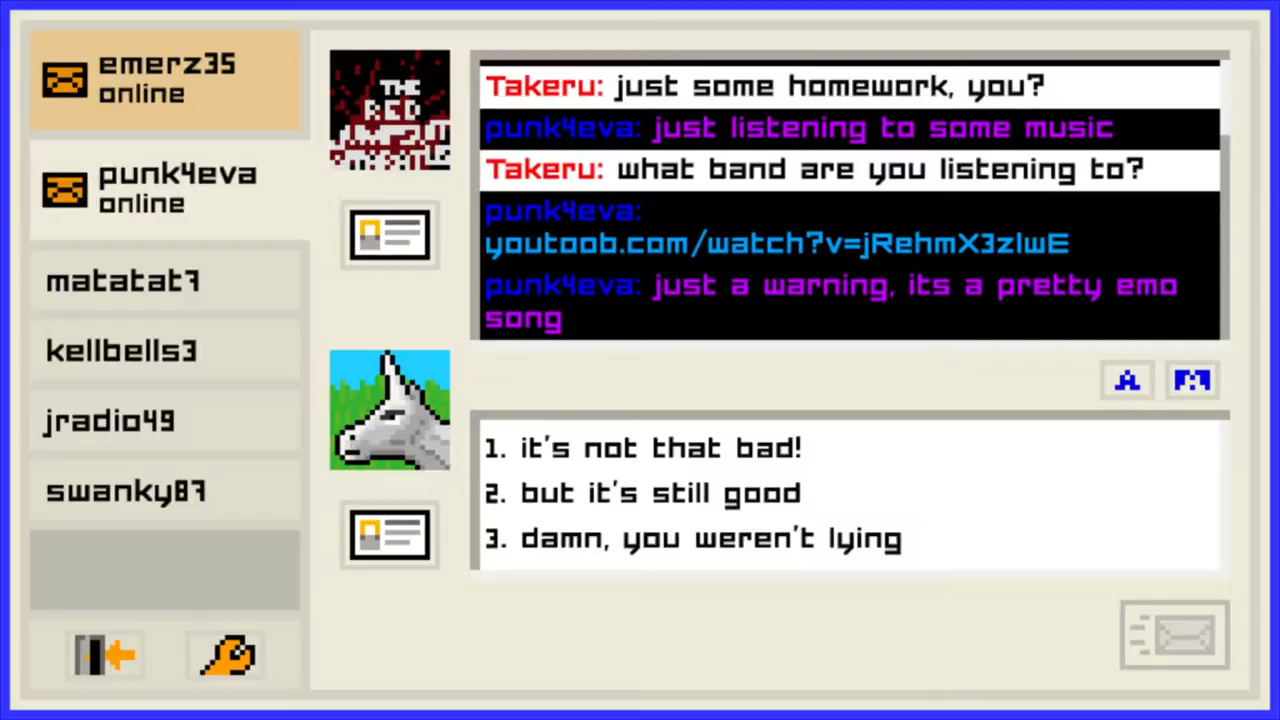 emerz35
online
punk4eva
online
matatat7
kellbells3
jradio49
swanky87
THE
RED
Takeru: just some homework, you?
punk4eva: just listening to some music
Takeru: what band are you listening to?
punk4eva:
youtoob.com/watch?v=jRehmX3zlwE
punk4eva: just a warning, its a pretty emo
song
A
1. it's not that bad!
2. but it's still good
3. damn, you weren't lying